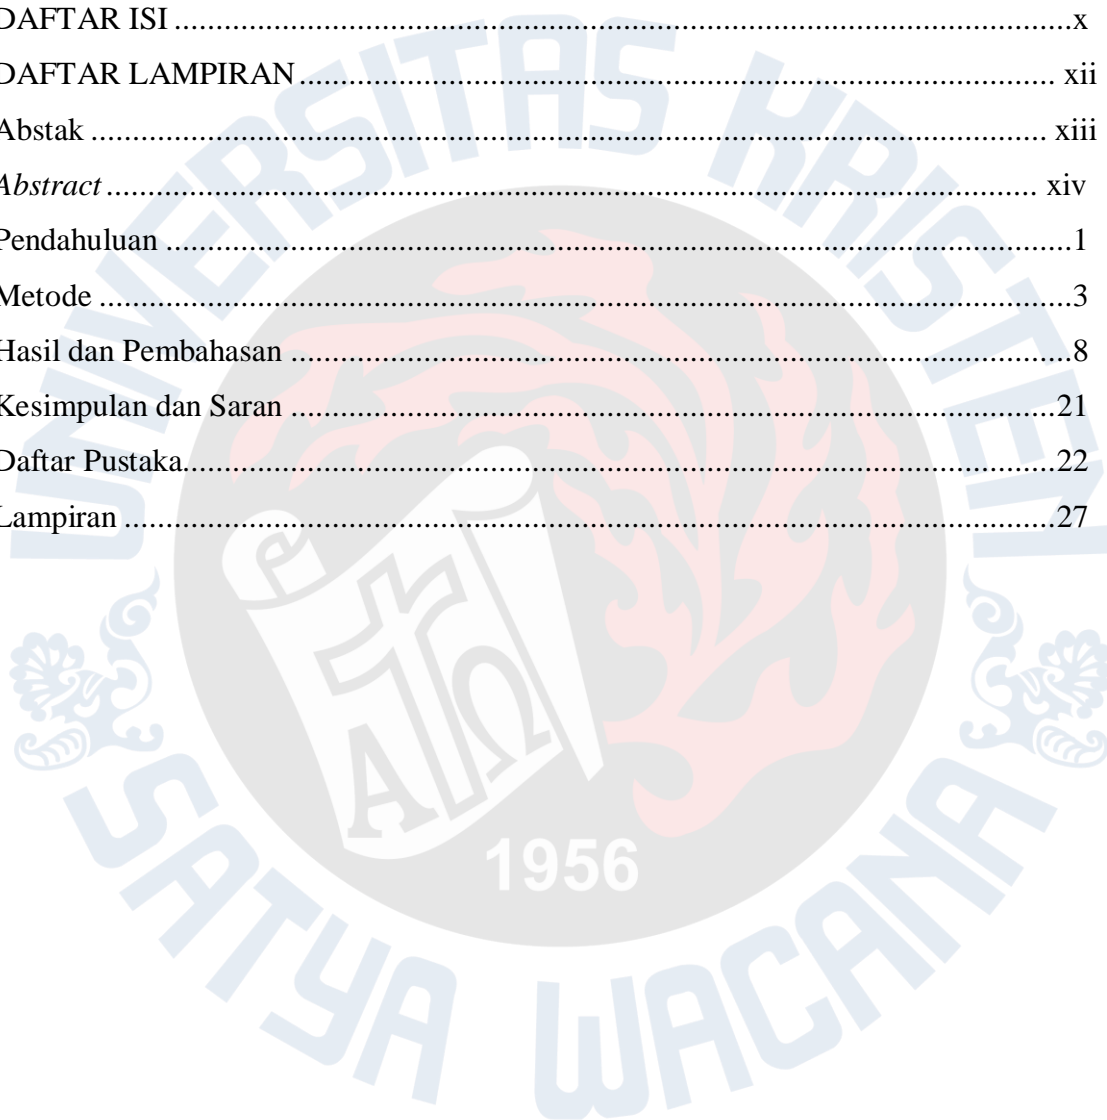 DAFTAR ISI ........................................................................................................x
DAFTAR LAMPIRAN ...................................................................................... xii
Abstak ............................................................................................................. xiii
Abstract .......................................................................................................... xiv
Pendahuluan .......................................................................................................1
Metode ...............................................................................................................3
Hasil dan Pembahasan ........................................................................................8
Kesimpulan dan Saran .......................................................................................21
Daftar Pustaka...................................................................................................22
Lampiran ..........................................................................................................27
UNIVERSITAS KRISTEN
ΑΩ
1956
SATYA WACANA